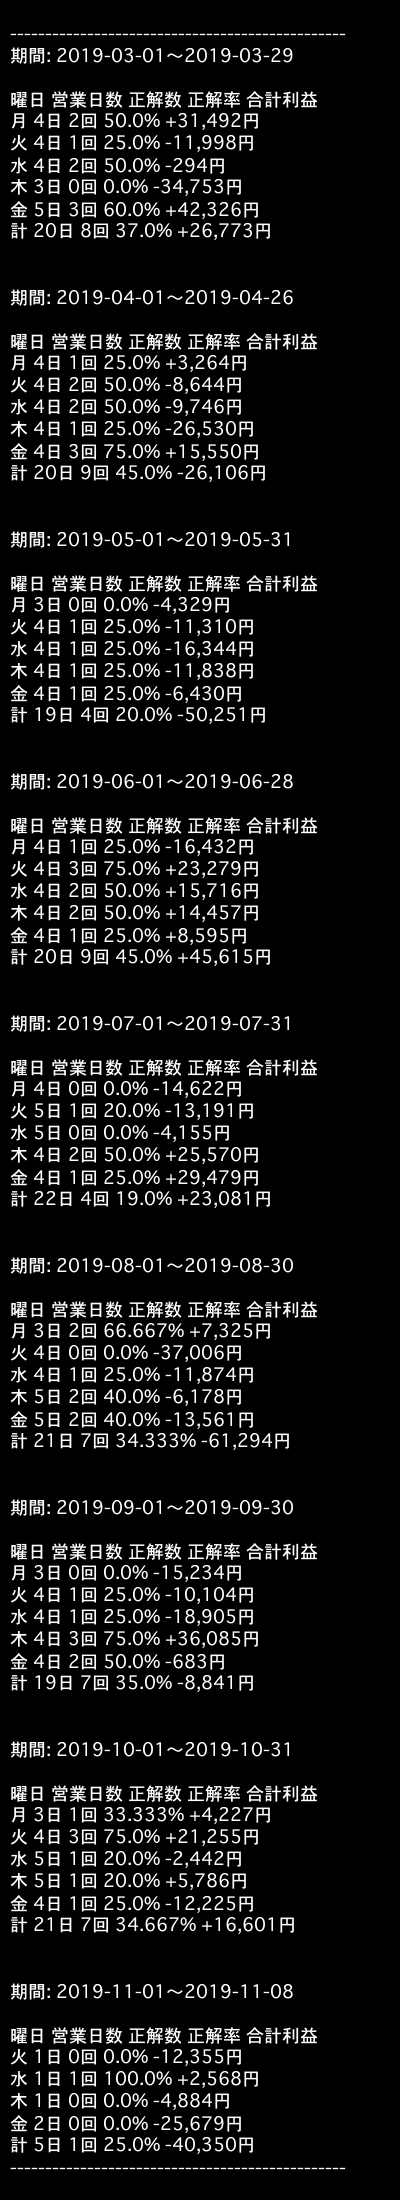 ------------------------------------------------
期間: 2019-03-01〜2019-03-29
曜日 営業日数 正解数 正解率 合計利益
月 4日 2回 50.0% +31,492円
火 4日 1回 25.0% -11,998円
水 4日 2回 50.0% -294円
木 3日 0回 0.0% -34,753円
金 5日 3回 60.0% +42,326円
計 20日 8回 37.0% +26,773円
期間: 2019-04-01〜2019-04-26
曜日 営業日数 正解数 正解率 合計利益
月 4日 1回 25.0% +3,264円
火 4日 2回 50.0% -8,644円
水 4日 2回 50.0% -9,746円
木 4日 1回 25.0% -26,530円
金 4日 3回 75.0% +15,550円
計 20日 9回 45.0% -26,106円
期間: 2019-05-01〜2019-05-31
曜日 営業日数 正解数 正解率 合計利益
月 3日 0回 0.0% -4,329円
火 4日 1回 25.0% -11,310円
水 4日 1回 25.0% -16,344円
木 4日 1回 25.0% -11,838円
金 4日 1回 25.0% -6,430円
計 19日 4回 20.0% -50,251円
期間: 2019-06-01〜2019-06-28
曜日 営業日数 正解数 正解率 合計利益
月 4日 1回 25.0% -16,432円
火 4日 3回 75.0% +23,279円
水 4日 2回 50.0% +15,716円
木 4日 2回 50.0% +14,457円
金 4日 1回 25.0% +8,595円
計 20日 9回 45.0% +45,615円
期間: 2019-07-01〜2019-07-31
曜日 営業日数 正解数 正解率 合計利益
月 4日 0回 0.0% -14,622円
火 5日 1回 20.0% -13,191円
水 5日 0回 0.0% -4,155円
木 4日 2回 50.0% +25,570円
金 4日 1回 25.0% +29,479円
計 22日 4回 19.0% +23,081円
期間: 2019-08-01〜2019-08-30
曜日 営業日数 正解数 正解率 合計利益
月 3日 2回 66.667% +7,325円
火 4日 0回 0.0% -37,006円
水 4日 1回 25.0% -11,874円
木 5日 2回 40.0% -6,178円
金 5日 2回 40.0% -13,561円
計 21日 7回 34.333% -61,294円
期間: 2019-09-01〜2019-09-30
曜日 営業日数 正解数 正解率 合計利益
月 3日 0回 0.0% -15,234円
火 4日 1回 25.0% -10,104円
水 4日 1回 25.0% -18,905円
木 4日 3回 75.0% +36,085円
金 4日 2回 50.0% -683円
計 19日 7回 35.0% -8,841円
期間: 2019-10-01〜2019-10-31
曜日 営業日数 正解数 正解率 合計利益
月 3日 1回 33.333% +4,227円
火 4日 3回 75.0% +21,255円
水 5日 1回 20.0% -2,442円
木 5日 1回 20.0% +5,786円
金 4日 1回 25.0% -12,225円
計 21日 7回 34.667% +16,601円
期間: 2019-11-01〜2019-11-08
曜日 営業日数 正解数 正解率 合計利益
火 1日 0回 0.0% -12,355円
水 1日 1回 100.0% +2,568円
木 1日 0回 0.0% -4,884円
金 2日 0回 0.0% -25,679円
計 5日 1回 25.0% -40,350円
------------------------------------------------